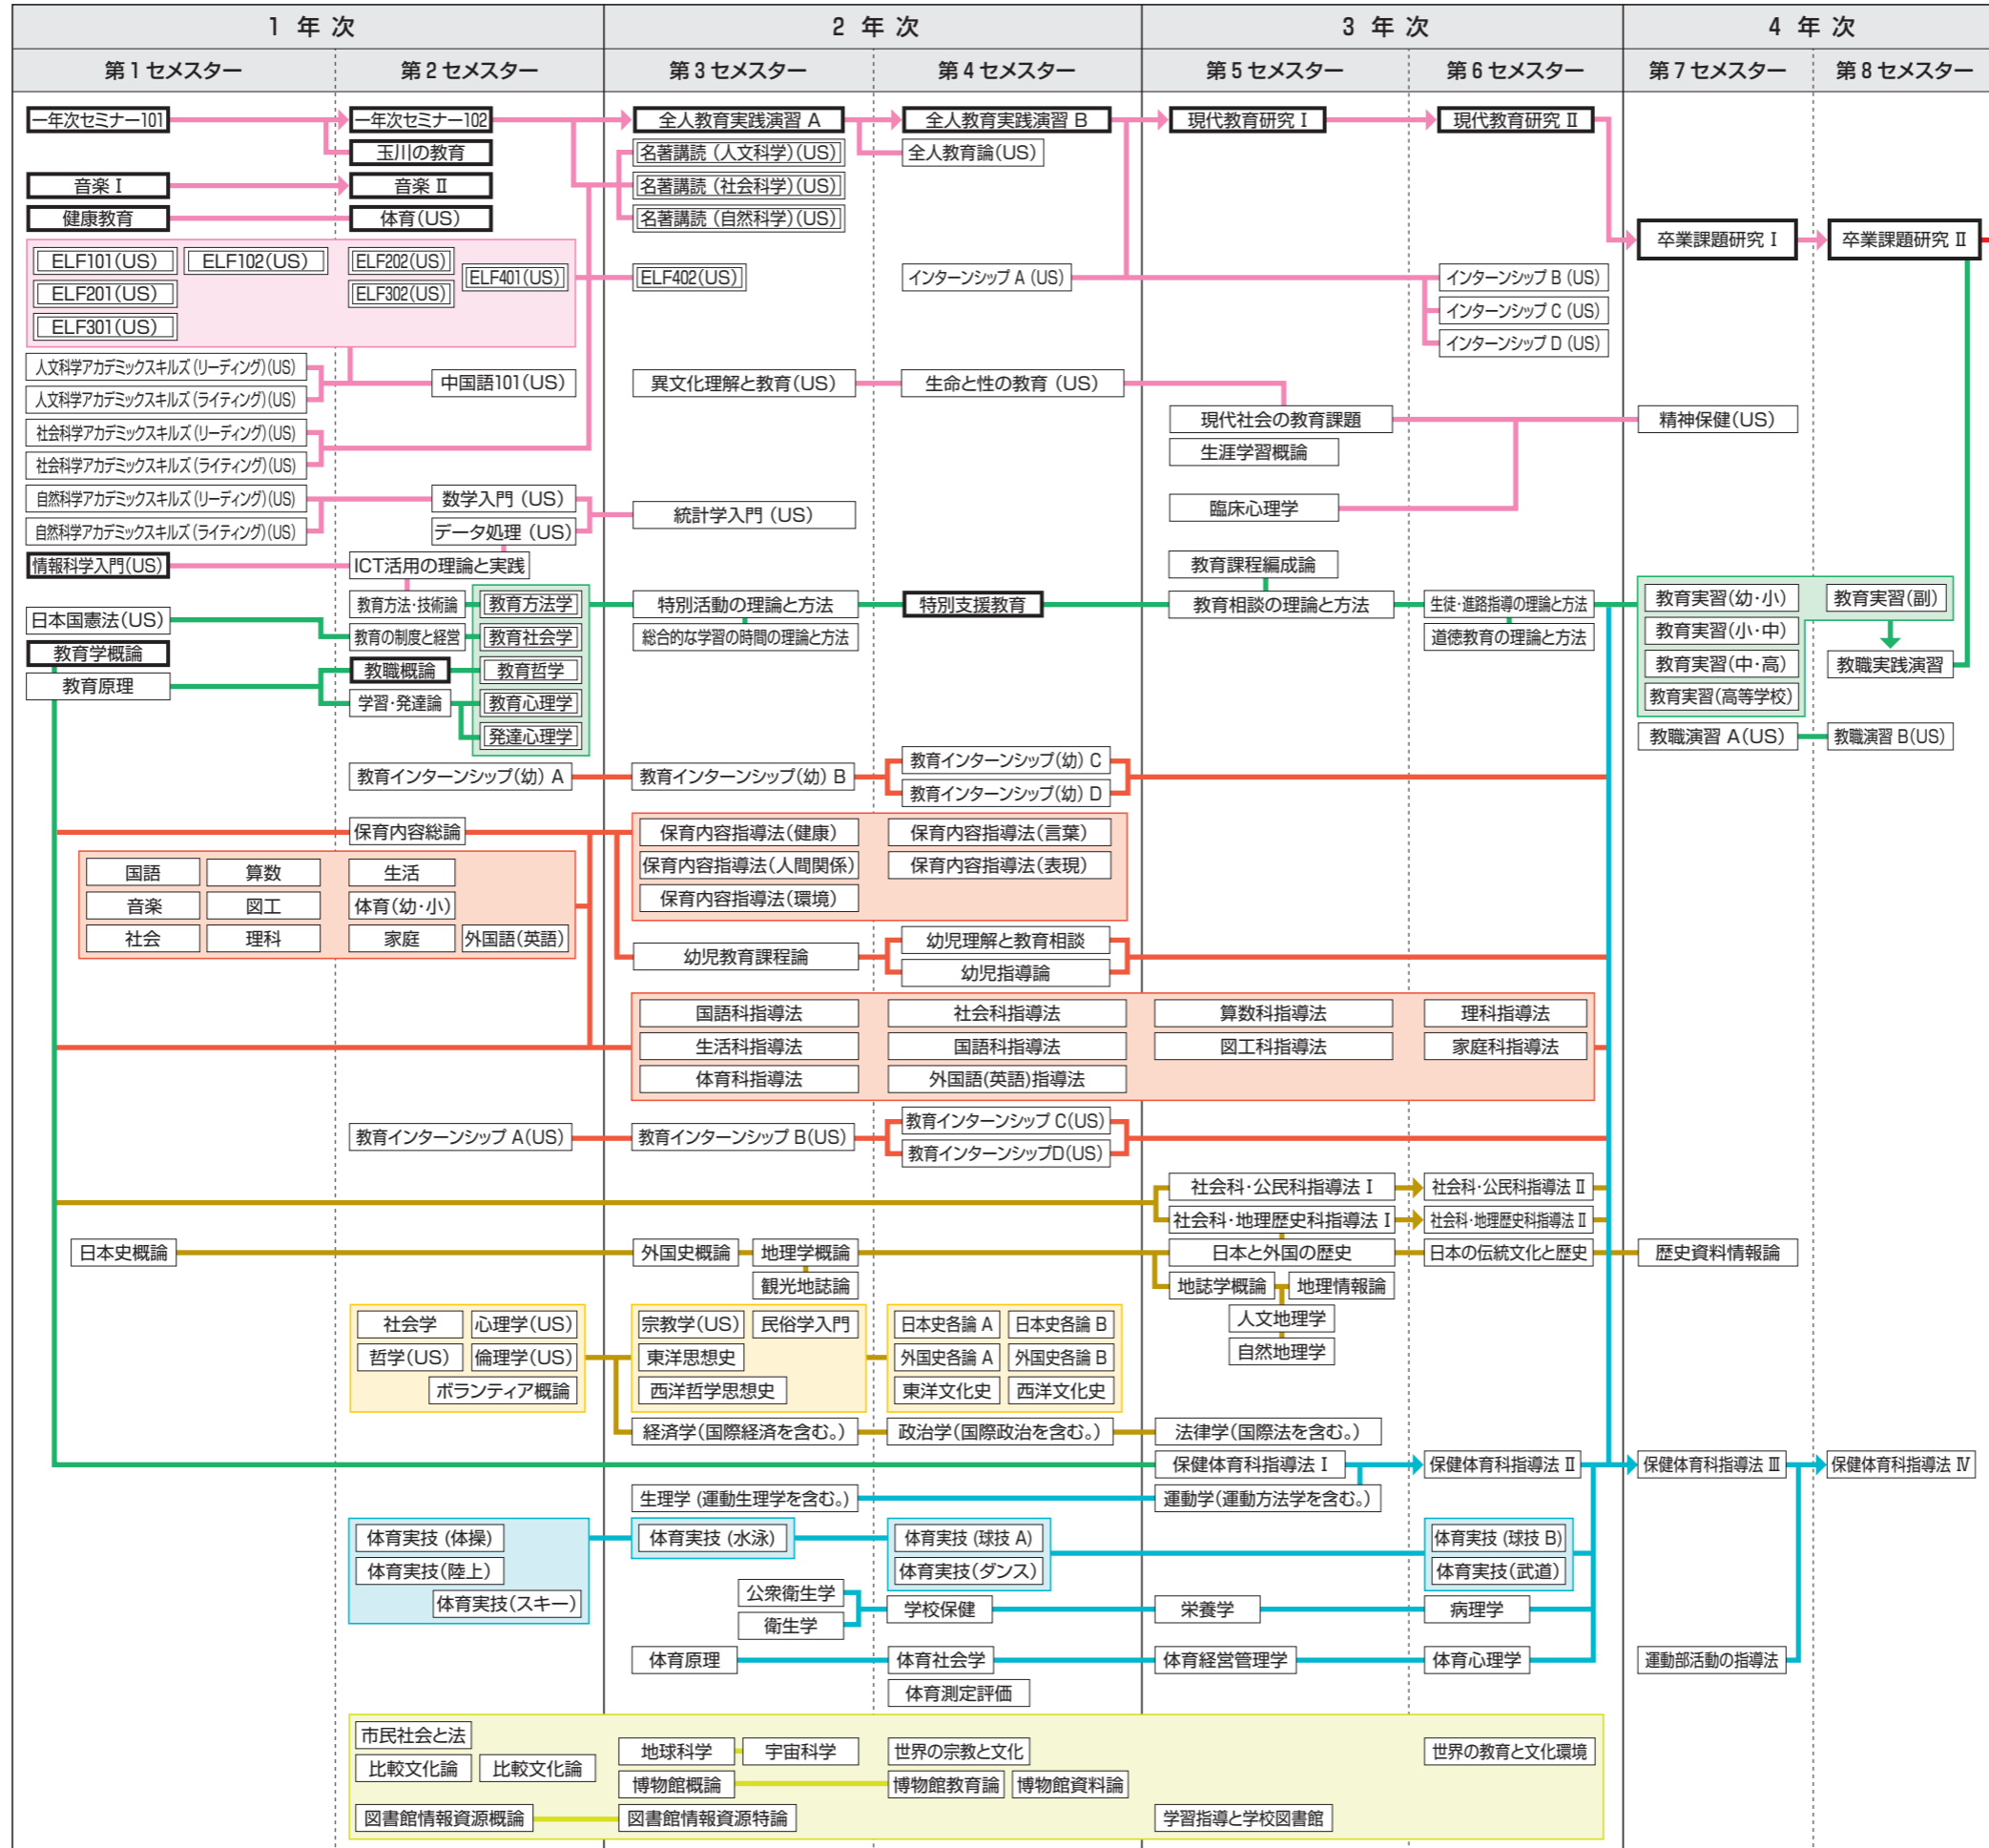 1 年 次
2 年 次
3 年 次
4 年 次
第1セメスター
第2セメスター
第3セメスター
第4セメスター
第5セメスター
第6セメスター
第7セメスター
第8セメスター
一年次セミナー101
一年次セミナー102
全人教育実践演習 A
全人教育実践演習 B
現代教育研究 Ⅰ
現代教育研究 Ⅱ
玉川の教育
名著講読 (人文科学)(US)
全人教育論(US)
音楽 Ⅰ
音楽 Ⅱ
名著講読 (社会科学)(US)
健康教育
体育(US)
名著講読 (自然科学)(US)
卒業課題研究 Ⅰ
卒業課題研究 Ⅱ
ELF101(US)
ELF102(US)
ELF202(US)
ELF401(US)
ELF402(US)
インターンシップ A (US)
インターンシップ B (US)
ELF201(US)
ELF302(US)
インターンシップ C (US)
ELF301(US)
インターンシップ D (US)
人文科学アカデミックスキルズ(リーディング)(US)
中国語101(US)
異文化理解と教育(US)
生命と性の教育 (US)
人文科学アカデミックスキルズ(ライティング)(US)
現代社会の教育課題
精神保健(US)
社会科学アカデミックスキルズ(リーディング)(US)
生涯学習概論
社会科学アカデミックスキルズ(ライティング)(US)
自然科学アカデミックスキルズ(リーディング)(US)
数学入門 (US)
統計学入門 (US)
臨床心理学
自然科学アカデミックスキルズ(ライティング)(US)
データ処理 (US)
情報科学入門(US)
ICT活用の理論と実践
教育課程編成論
教育方法・技術論
教育方法学
特別活動の理論と方法
特別支援教育
教育相談の理論と方法
生徒・進路指導の理論と方法
教育実習(幼・小)
教育実習(副)
日本国憲法(US)
教育の制度と経営
教育社会学
総合的な学習の時間の理論と方法
道徳教育の理論と方法
教育実習(小・中)
教育学概論
教職概論
教育哲学
教育実習(中・高)
教職実践演習
教育原理
学習・発達論
教育心理学
教育実習(高等学校)
発達心理学
教職演習 A(US)
教職演習 B(US)
教育インターンシップ(幼) A
教育インターンシップ(幼) B
教育インターンシップ(幼) C
教育インターンシップ(幼) D
保育内容総論
保育内容指導法(健康)
保育内容指導法(言葉)
国語
算数
生活
保育内容指導法(人間関係)
保育内容指導法(表現)
音楽
図工
体育(幼・小)
保育内容指導法(環境)
社会
理科
家庭
外国語(英語)
幼児教育課程論
幼児理解と教育相談
幼児指導論
国語科指導法
社会科指導法
算数科指導法
理科指導法
生活科指導法
国語科指導法
図工科指導法
家庭科指導法
体育科指導法
外国語(英語)指導法
教育インターンシップ A(US)
教育インターンシップ B(US)
教育インターンシップ C(US)
教育インターンシップD(US)
社会科・公民科指導法 Ⅰ
社会科・公民科指導法 Ⅱ
社会科・地理歴史科指導法 Ⅰ
社会科・地理歴史科指導法 Ⅱ
日本史概論
外国史概論
地理学概論
日本と外国の歴史
日本の伝統文化と歴史
歴史資料情報論
観光地誌論
地誌学概論
地理情報論
社会学
心理学(US)
宗教学(US)
民俗学入門
日本史各論 A
日本史各論 B
人文地理学
哲学(US)
倫理学(US)
東洋思想史
外国史各論 A
外国史各論 B
自然地理学
ボランティア概論
西洋哲学思想史
東洋文化史
西洋文化史
経済学(国際経済を含む。)
政治学(国際政治を含む。)
法律学(国際法を含む。)
保健体育科指導法 Ⅰ
保健体育科指導法 Ⅱ
保健体育科指導法 Ⅲ
保健体育科指導法 Ⅳ
生理学 (運動生理学を含む。)
運動学(運動方法学を含む。)
体育実技 (体操)
体育実技 (水泳)
体育実技 (球技 A)
体育実技 (球技 B)
体育実技(陸上)
体育実技(ダンス)
体育実技(武道)
体育実技(スキー)
公衆衛生学
衛生学
学校保健
栄養学
病理学
体育原理
体育社会学
体育経営管理学
体育心理学
運動部活動の指導法
体育測定評価
市民社会と法
地球科学
宇宙科学
世界の宗教と文化
世界の教育と文化環境
比較文化論
比較文化論
博物館概論
博物館教育論
博物館資料論
図書館情報資源概論
図書館情報資源特論
学習指導と学校図書館